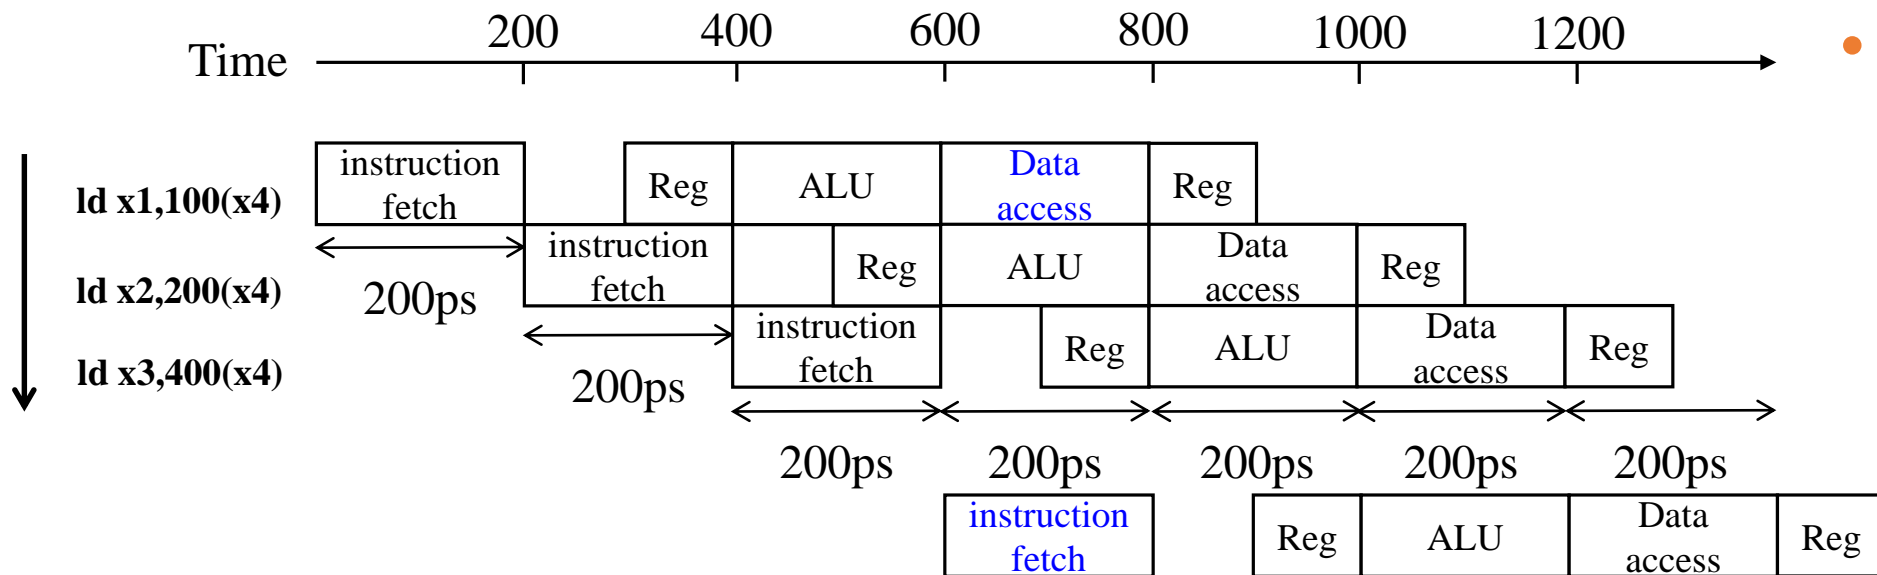 200 400 600 800 1000 1200
Time
instruction
fetch
Reg
ALU
Data
access
Reg
ld x1,100(x4)
instruction
fetch
Reg
ALU
Data
access
Reg
200ps
ld x2,200(x4)
instruction
fetch
Reg
ALU
Data
access
Reg
200ps
ld x3,400(x4)
200ps 200ps 200ps 200ps 200ps
instruction
fetch
Reg
ALU
Data
access
Reg